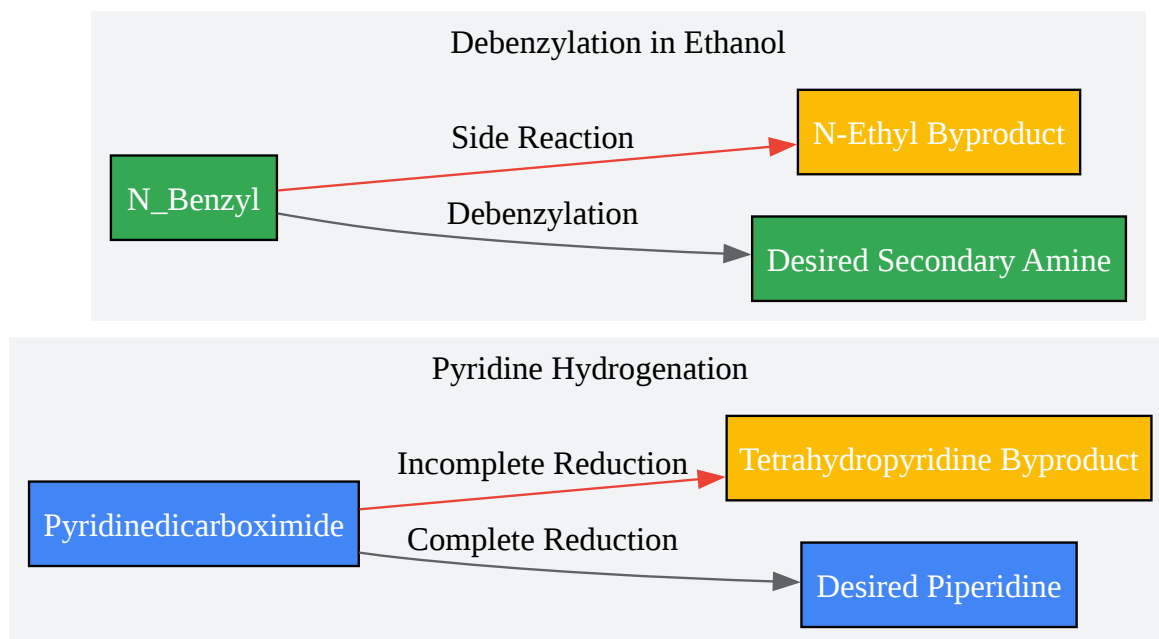 Debenzylation in Ethanol
Side Reaction
N-Ethyl Byproduct
N_Benzyl
Debenzylation
Desired Secondary Amine
Pyridine Hydrogenation
Incomplete Reduction
Tetrahydropyridine Byproduct
Pyridinedicarboximide
Complete Reduction
Desired Piperidine